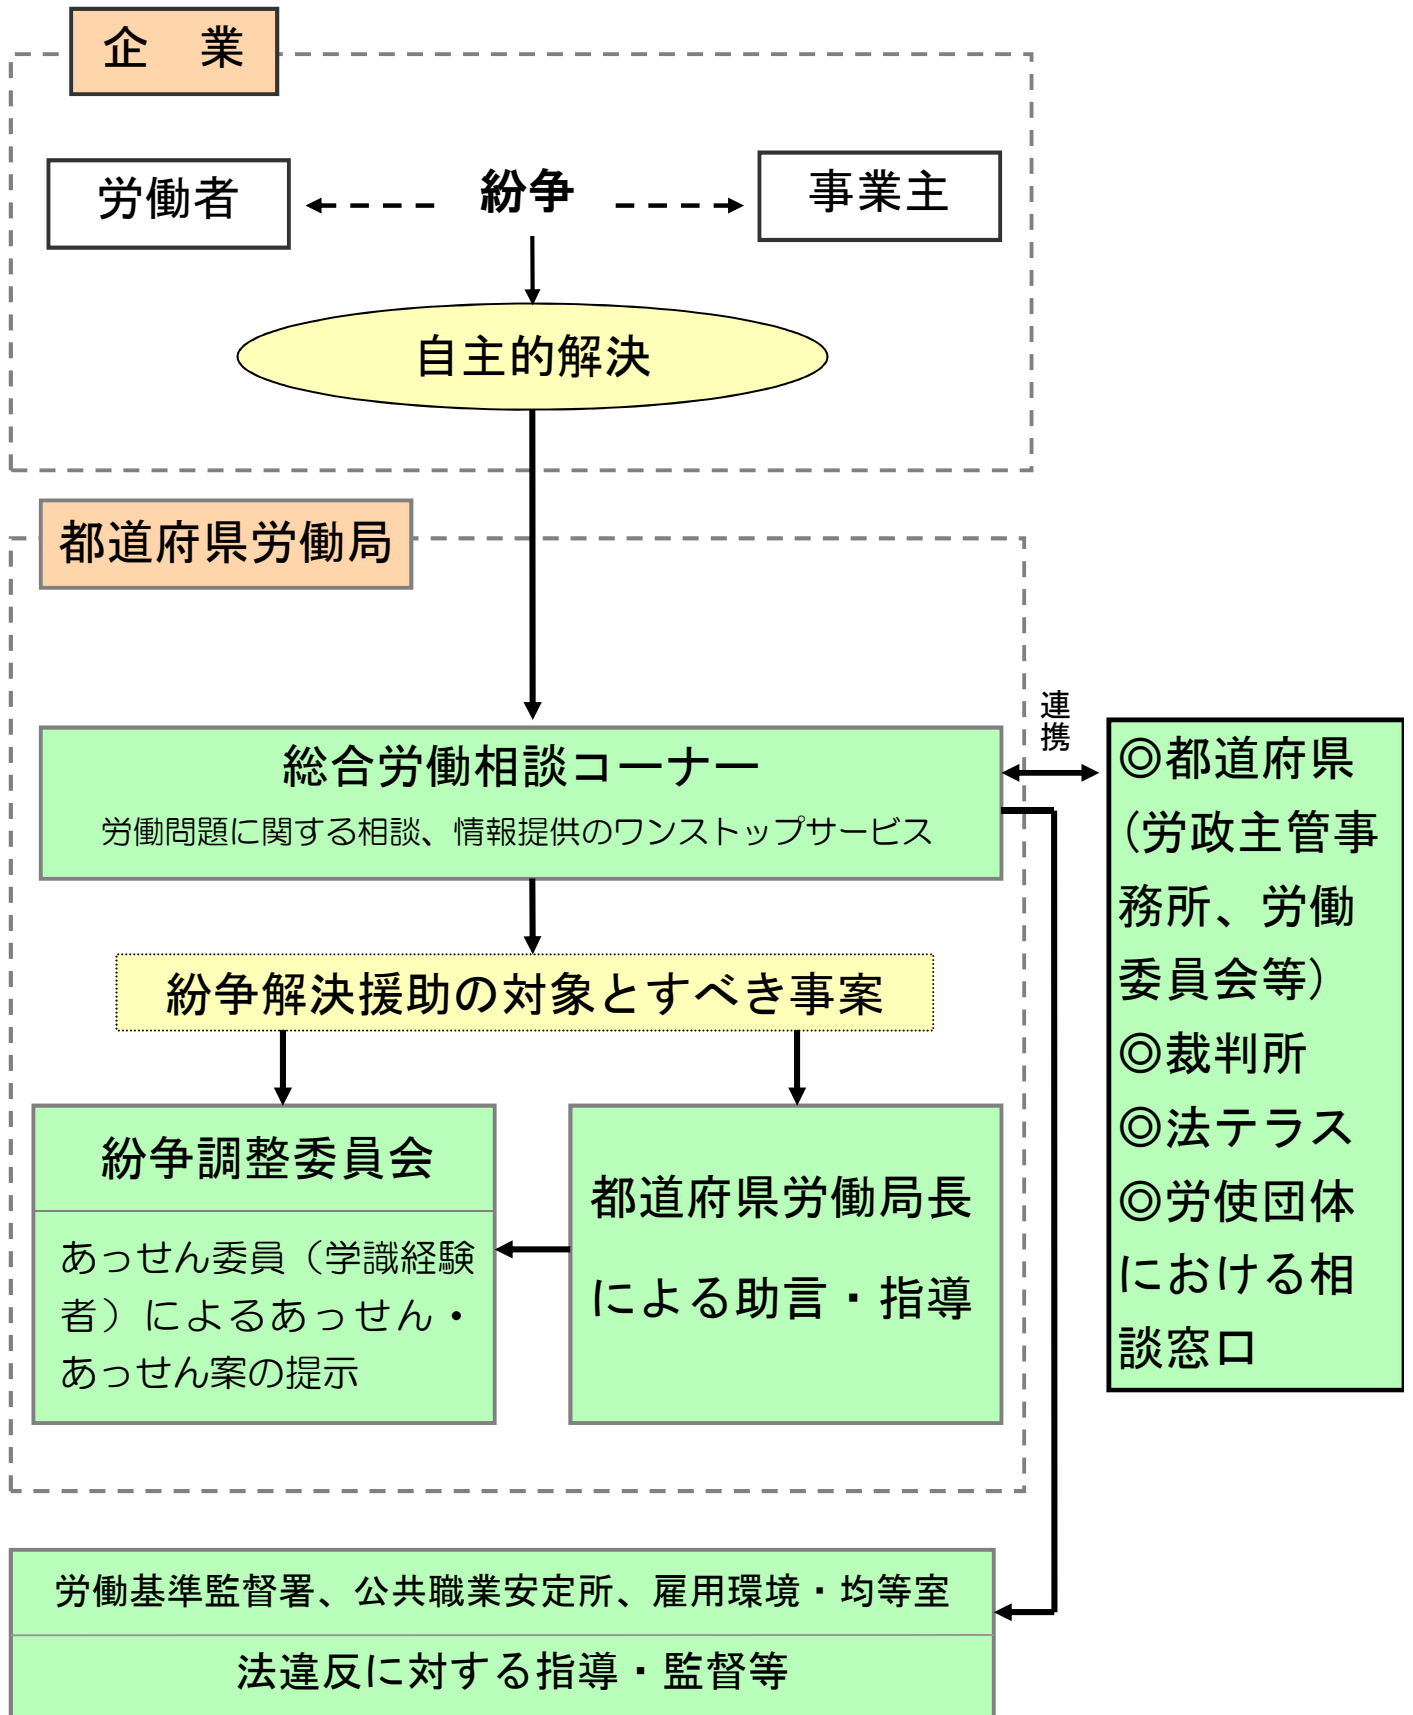 企　業
労働者
紛争
事業主
自主的解決
都道府県労働局
総合労働相談コーナー
労働問題に関する相談、情報提供のワンストップサービス
連
携
◎都道府県
（労政主管事
務所、労働
委員会等）
◎裁判所
◎法テラス
◎労使団体
における相
談窓口
紛争解決援助の対象とすべき事案
紛争調整委員会
あっせん委員（学識経験
者）によるあっせん・
あっせん案の提示
都道府県労働局長
による助言・指導
労働基準監督署、公共職業安定所、雇用環境・均等室
法違反に対する指導・監督等